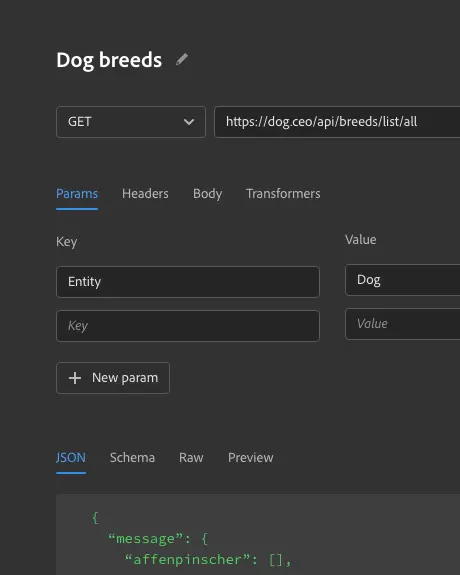 Dog breeds
GET https://dog.ceo/api/breeds/list/all
Params Headers Body Transformers
Key Value
Entity Dog
Key Value
+ New param
JSON Schema Raw Preview
{
“message”: {
“affenpinscher”: [],